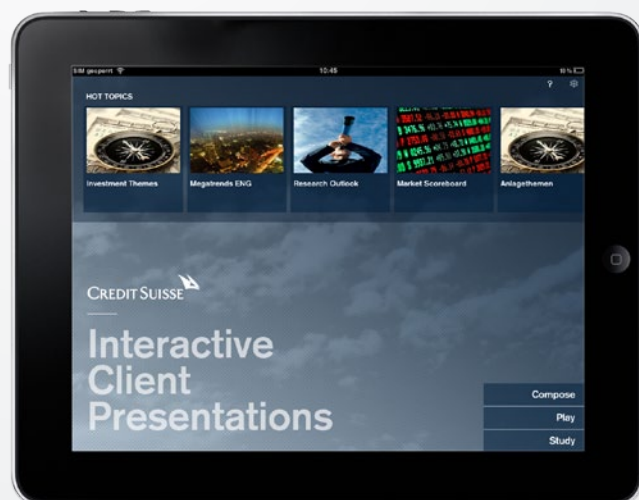 SIM gesperrt
10:45
10 %
?
HOT TOPICS
Investment Themes
Megatrends ENG
Research Outlook
Market Scoreboard
Anlagethemen
CREDIT SUISSE
Interactive
Client
Presentations
Compose
Play
Study